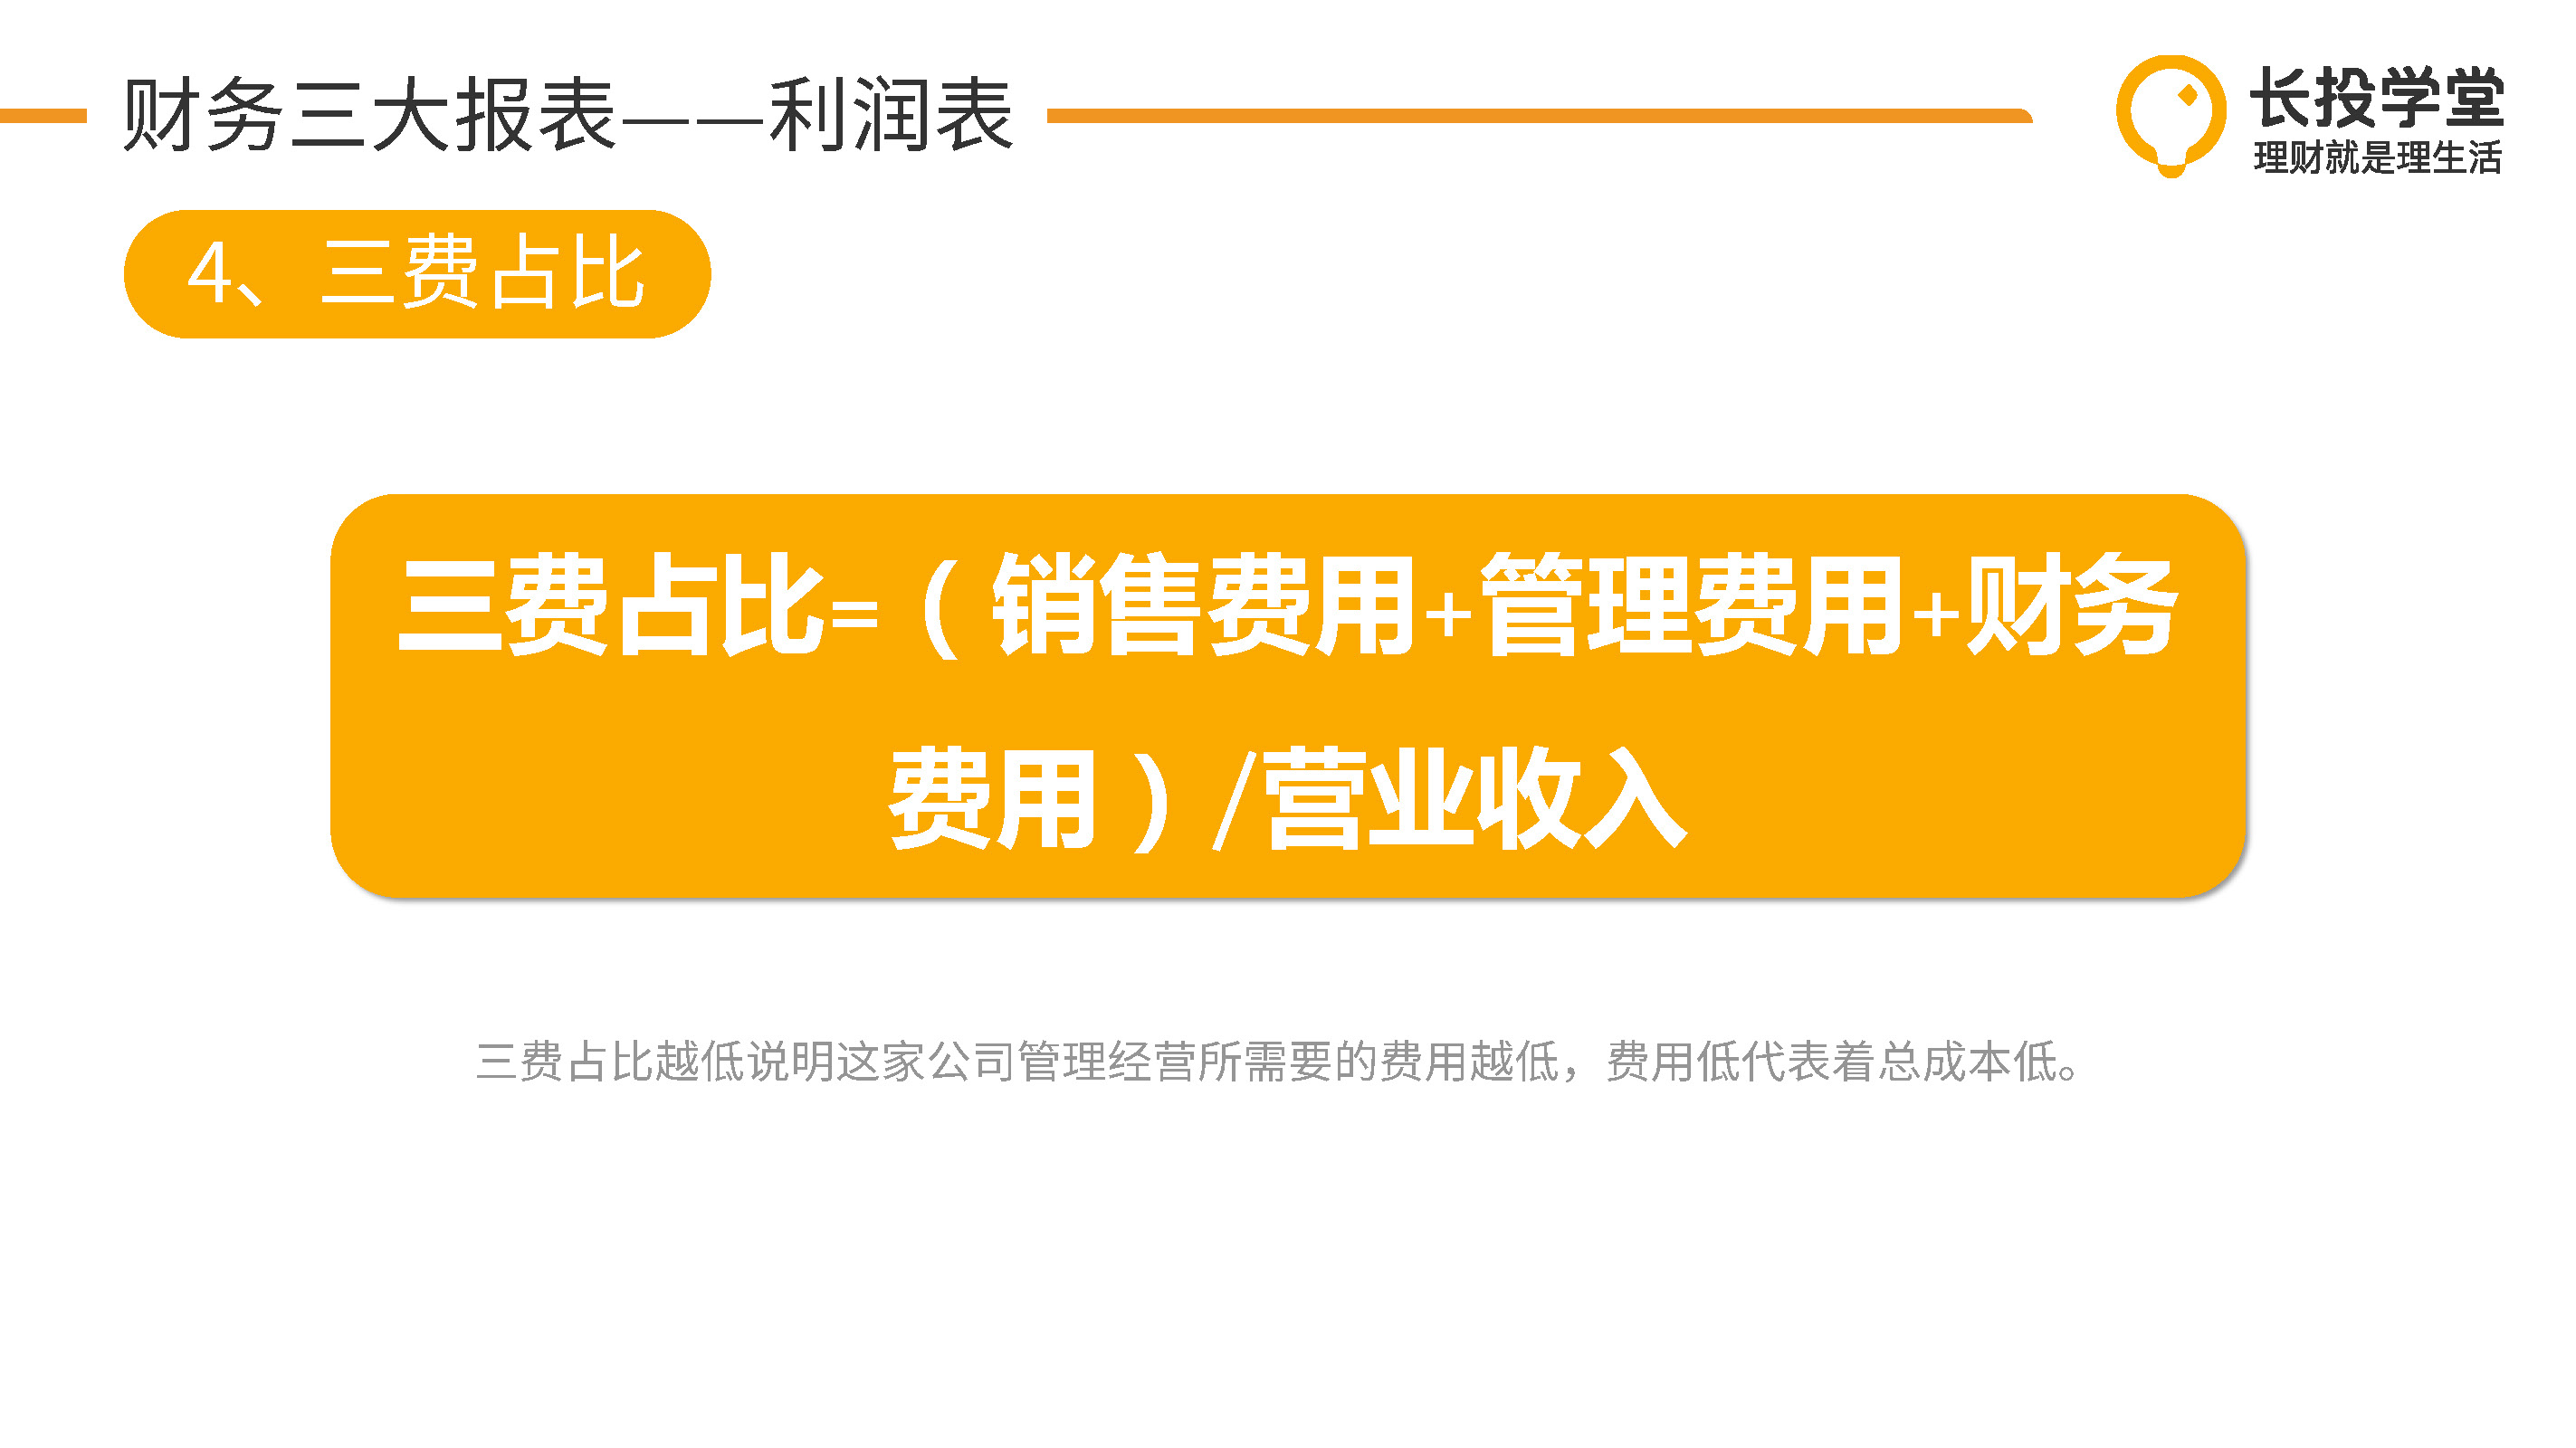 财务三大报表——利润表
长投学堂
理财就是理生活
4、三费占比
三费占比=（销售费用+管理费用+财务
费用）/营业收入
三费占比越低说明这家公司管理经营所需要的费用越低，费用低代表着总成本低。